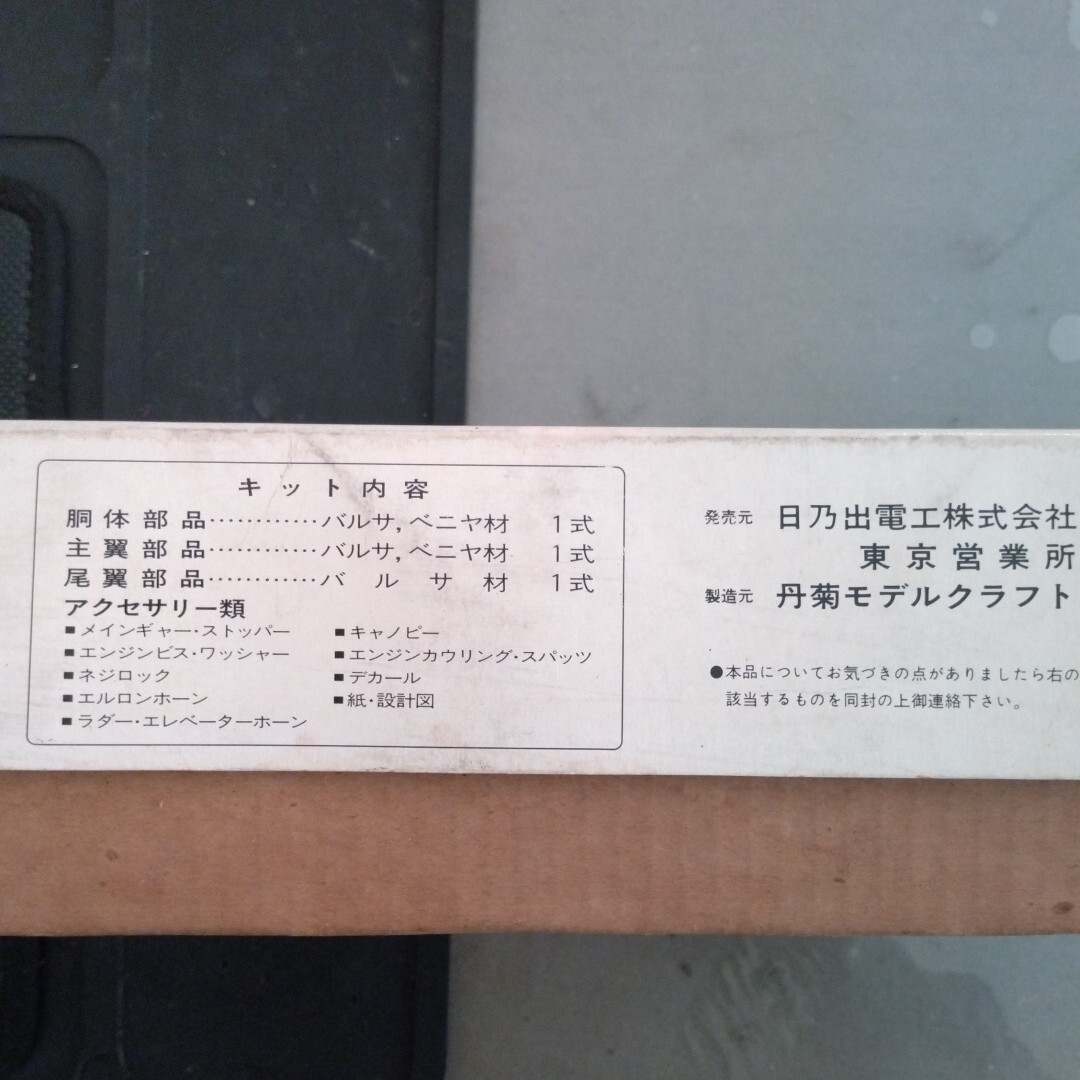 キット内容
胴体部品…………バルサ,ベニヤ材 1式
主翼部品…………バルサ,ベニヤ材 1式
尾翼部品…………バルサ材 1式
アクセサリー類
■メインギャー・ストッパー
■エンジンビス・ワッシャー
■ネジロック
■エルロンホーン
■ラダー・エレベーターホーン
■キャノピー
■エンジンカウリング・スパッツ
■デカール
■紙・設計図
発売元 日乃出電工株式会社
東京営業所
製造元 丹菊モデルクラフト
●本品についてお気づきの点がありましたら右の
該当するものを同封の上御連絡下さい。